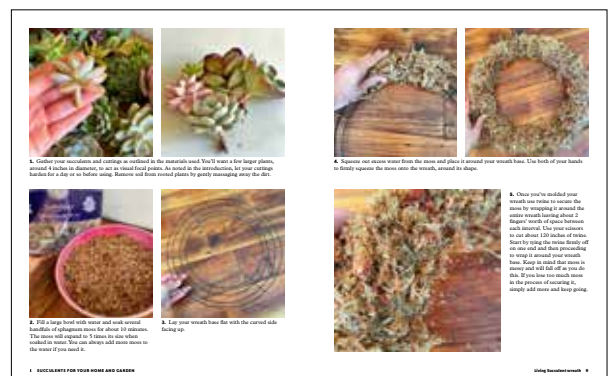 1. Gather your succulents and cuttings as outlined in the materials used. You'll want a few larger plants,
around 4 inches in diameter, to act as visual focal points. As noted in the introduction, let your cuttings
harden for a day or so before using. Remove soil from rooted plants by gently massaging away the dirt.
2. Fill a large bowl with water and soak several
handfuls of sphagnum moss for about 10 minutes.
The moss will expand to 5 times its size when
soaked in water. You can always add more moss to
the water if you need it.
3. Lay your wreath base flat with the curved side
facing up.
SUCCULENTS FOR YOUR HOME AND GARDEN
4. Squeeze out excess water from the moss and place it around your wreath base. Use both of your hands
to firmly squeeze the moss onto the wreath, around its shape.
5. Once you've molded your
wreath use twine to secure the
moss by wrapping it around the
entire wreath leaving about 2
fingers' worth of space between
each interval. Use your scissors
to cut about 120 inches of twine.
Start by tying the twine firmly off
on one end and then proceeding
to wrap it around your wreath
base. Keep in mind that moss is
messy and will fall off as you do
this. If you lose too much moss
in the process of securing it,
simply add more and keep going.
Living Succulent wreath 9